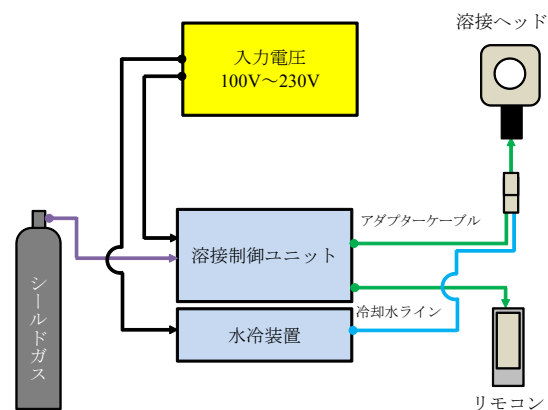 溶接ヘッド
入力電圧
100V～230V
アダプターケーブル
溶接制御ユニット
シールドガス
冷却水ライン
水冷装置
リモコン